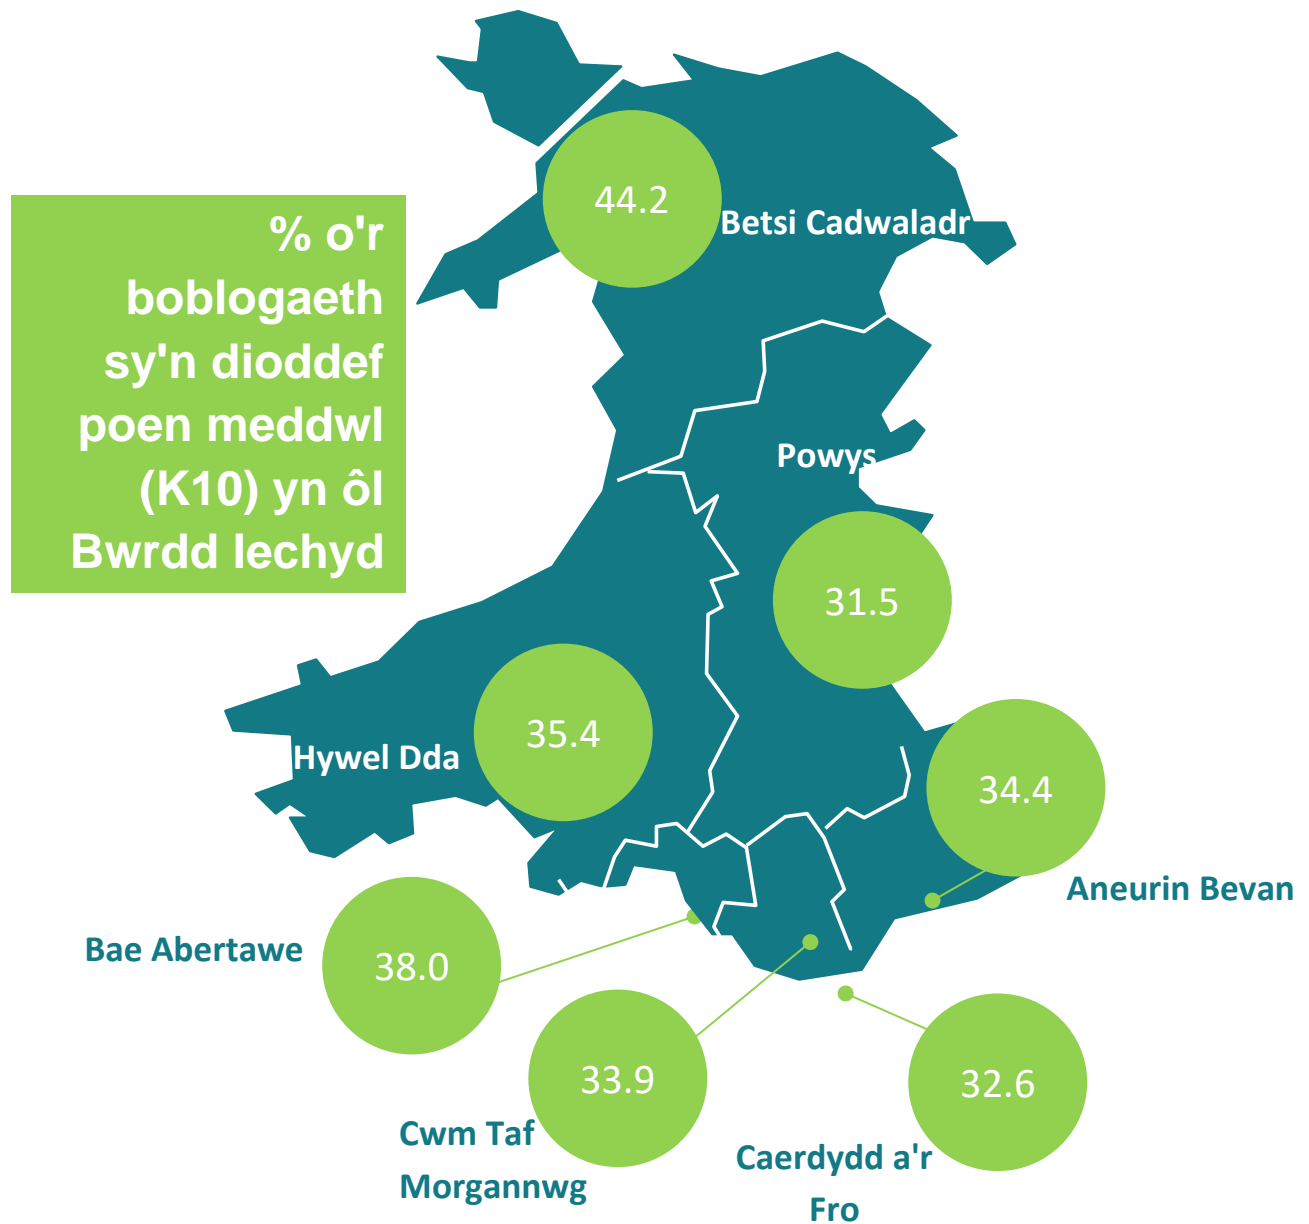 % o'r
boblogaeth
sy'n dioddef
poen meddwl
(K10) yn ôl
Bwrdd Iechyd
44.2
Betsi Cadwaladr
Powys
31.5
35.4
Hywel Dda
34.4
Aneurin Bevan
Bae Abertawe
38.0
33.9
Cwm Taf
Morgannwg
32.6
Caerdydd a'r
Fro